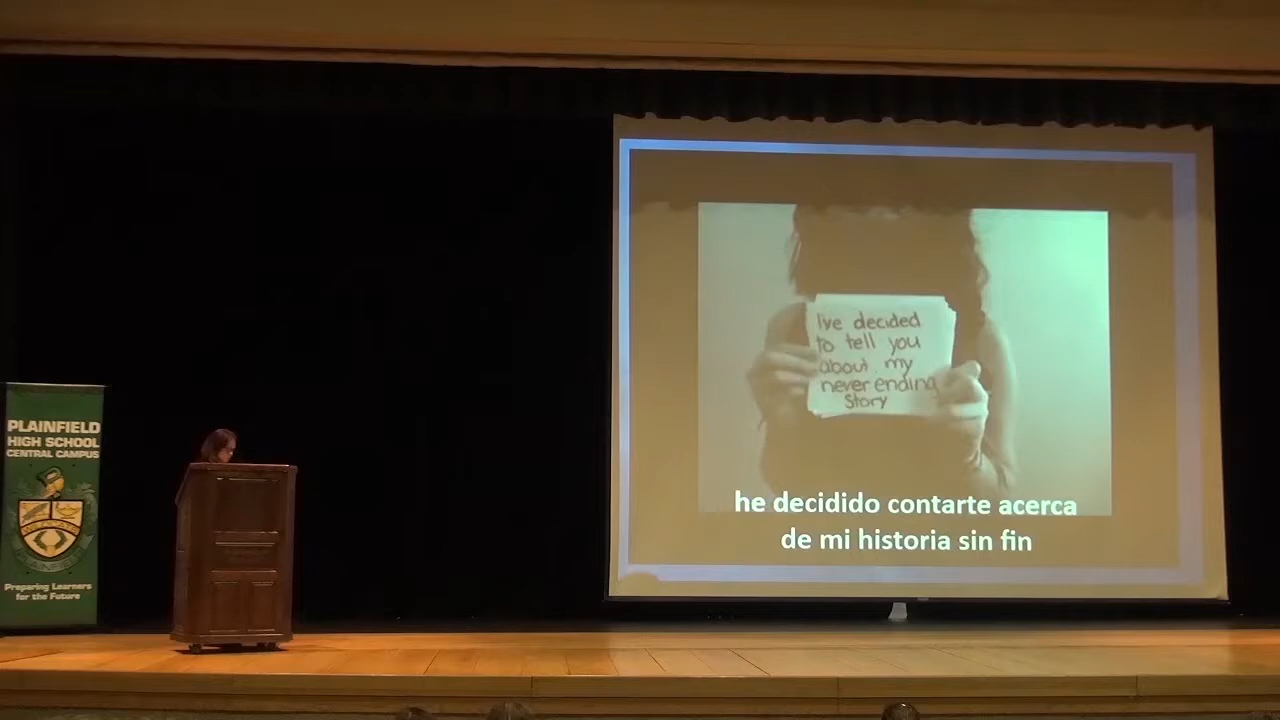 PLAINFIELD
HIGH SCHOOL
CENTRAL CAMPUS
PLAINFIELD
Preparing Learners
for the Future
I've decided
to tell you
about my
never ending
Story
he decidido contarte acerca
de mi historia sin fin